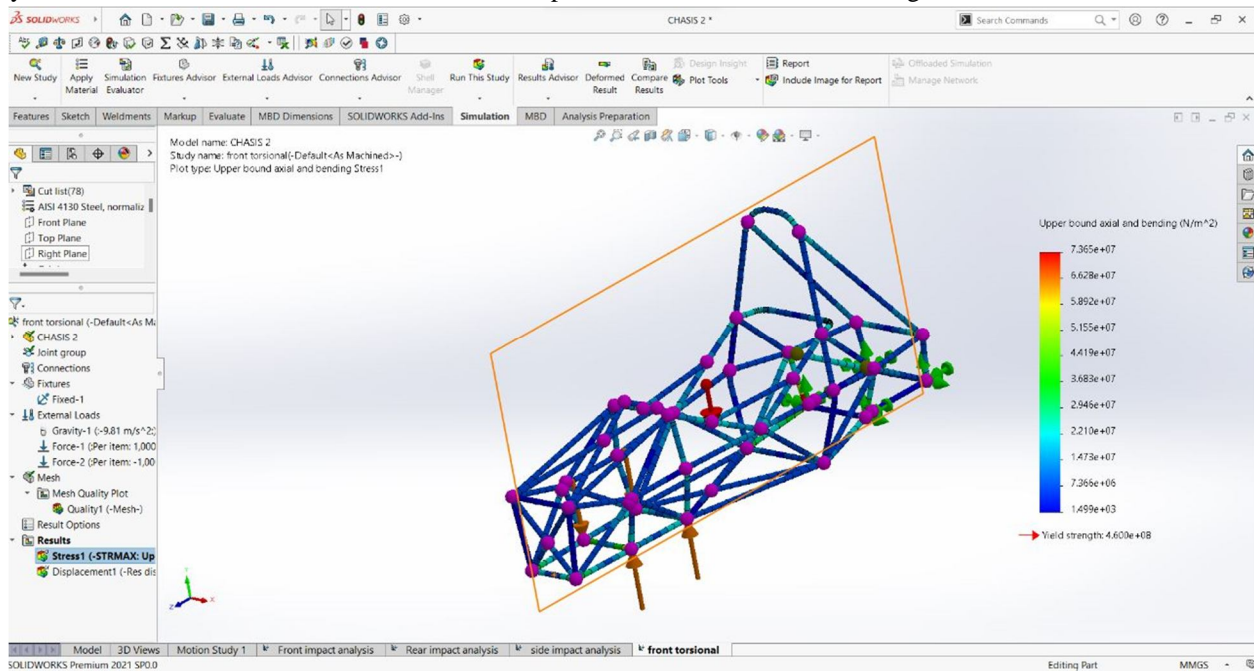 SOLIDWORKS
CHASIS 2 *
Search Commands
New Study
Apply Material
Simulation Evaluator
Fixtures Advisor
External Loads Advisor
Connections Advisor
Shell Manager
Run This Study
Results Advisor
Deformed Result
Compare Results
Design Insight
Plot Tools
Report
Include Image for Report
Offloaded Simulation
Manage Network
Features Sketch Weldments Markup Evaluate MBD Dimensions SOLIDWORKS Add-Ins Simulation MBD Analysis Preparation
Model name: CHASIS 2
Study name: front torsional(-Default<As Machined>-)
Plot type: Upper bound axial and bending Stress1
Cut list(78)
AISI 4130 Steel, normaliz
Front Plane
Top Plane
Right Plane
front torsional (-Default<As Ma
CHASIS 2
Joint group
Connections
Fixtures
Fixed-1
External Loads
Gravity-1 (:-9.81 m/s^2:
Force-1 (:Per item: 1,000
Force-2 (:Per item: -1,00
Mesh
Mesh Quality Plot
Quality1 (-Mesh-)
Result Options
Results
Stress1 (-STRMAX: Up
Displacement1 (-Res dis
Upper bound axial and bending (N/m^2)
7.365e+07
6.628e+07
5.892e+07
5.155e+07
4.419e+07
3.683e+07
2.946e+07
2.210e+07
1.473e+07
7.366e+06
1.499e+03
Yield strength: 4.600e+08
Y
Z
X
Model 3D Views Motion Study 1 Front impact analysis Rear impact analysis side impact analysis front torsional
SOLIDWORKS Premium 2021 SP0.0
Editing Part
MMGS